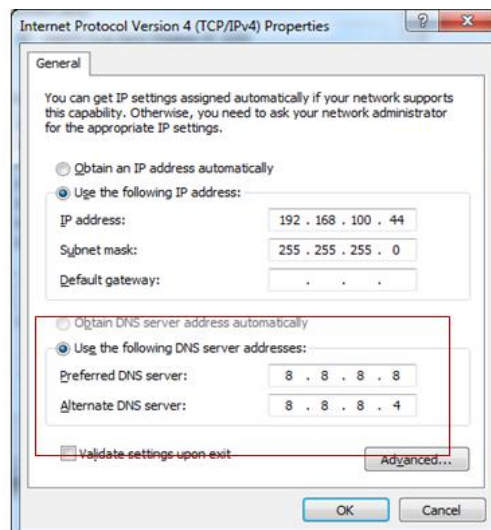 Internet Protocol Version 4 (TCP/IPv4) Properties
General
You can get IP settings assigned automatically if your network supports
this capability. Otherwise, you need to ask your network administrator
for the appropriate IP settings.
Obtain an IP address automatically
Use the following IP address:
IP address: 192 . 168 . 100 . 44
Subnet mask: 255 . 255 . 255 . 0
Default gateway: . . .
Obtain DNS server address automatically
Use the following DNS server addresses:
Preferred DNS server: 8 . 8 . 8 . 8
Alternate DNS server: 8 . 8 . 8 . 4
Validate settings upon exit
Advanced...
OK Cancel